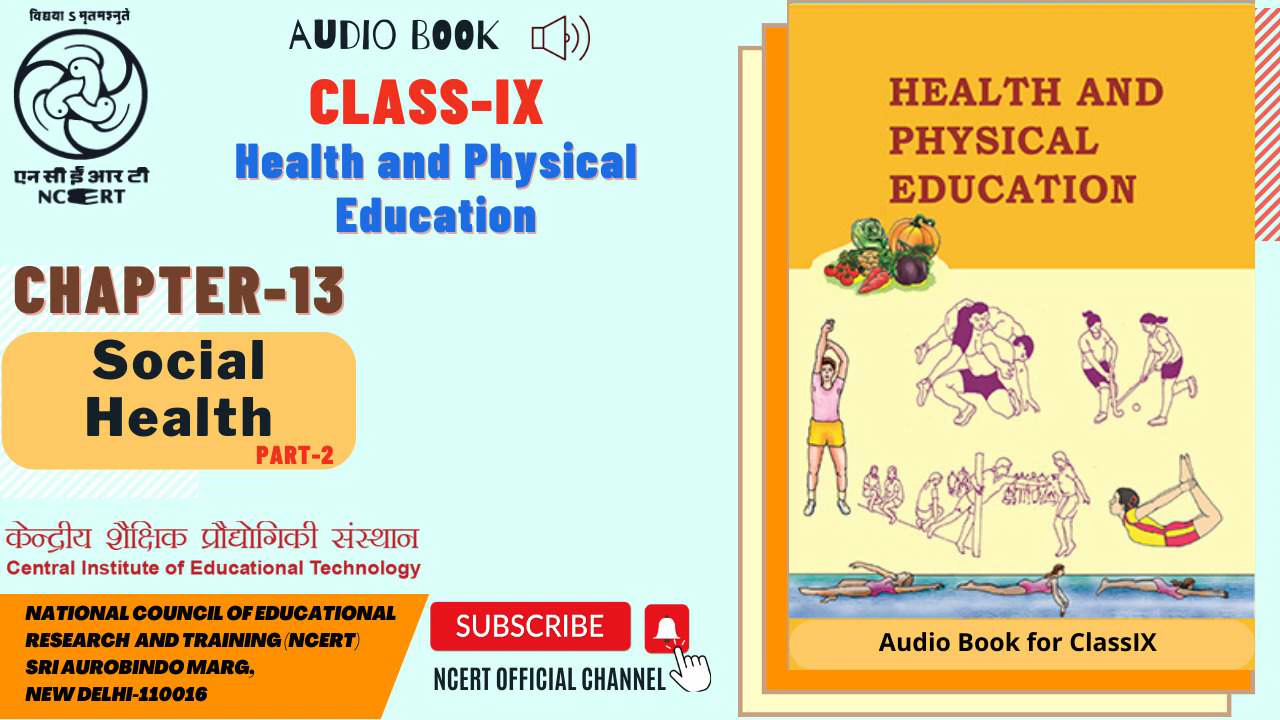 विद्यया ऽ मृतमश्नुते
एन सी ई आर टी
NCERT
AUDIO BOOK
CLASS-IX
Health and Physical
Education
CHAPTER-13
Social
Health
PART-2
केन्द्रीय शैक्षिक प्रौद्योगिकी संस्थान
Central Institute of Educational Technology
NATIONAL COUNCIL OF EDUCATIONAL
RESEARCH AND TRAINING (NCERT)
SRI AUROBINDO MARG,
NEW DELHI-110016
SUBSCRIBE
NCERT OFFICIAL CHANNEL
HEALTH AND
PHYSICAL
EDUCATION
Audio Book for ClassIX